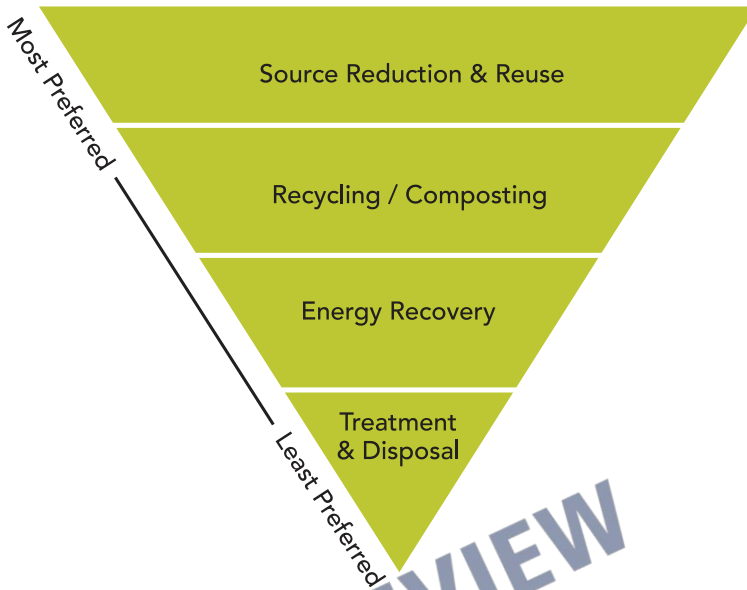 Most Preferred
Source Reduction & Reuse
Recycling / Composting
Energy Recovery
Treatment
& Disposal
Least Preferred